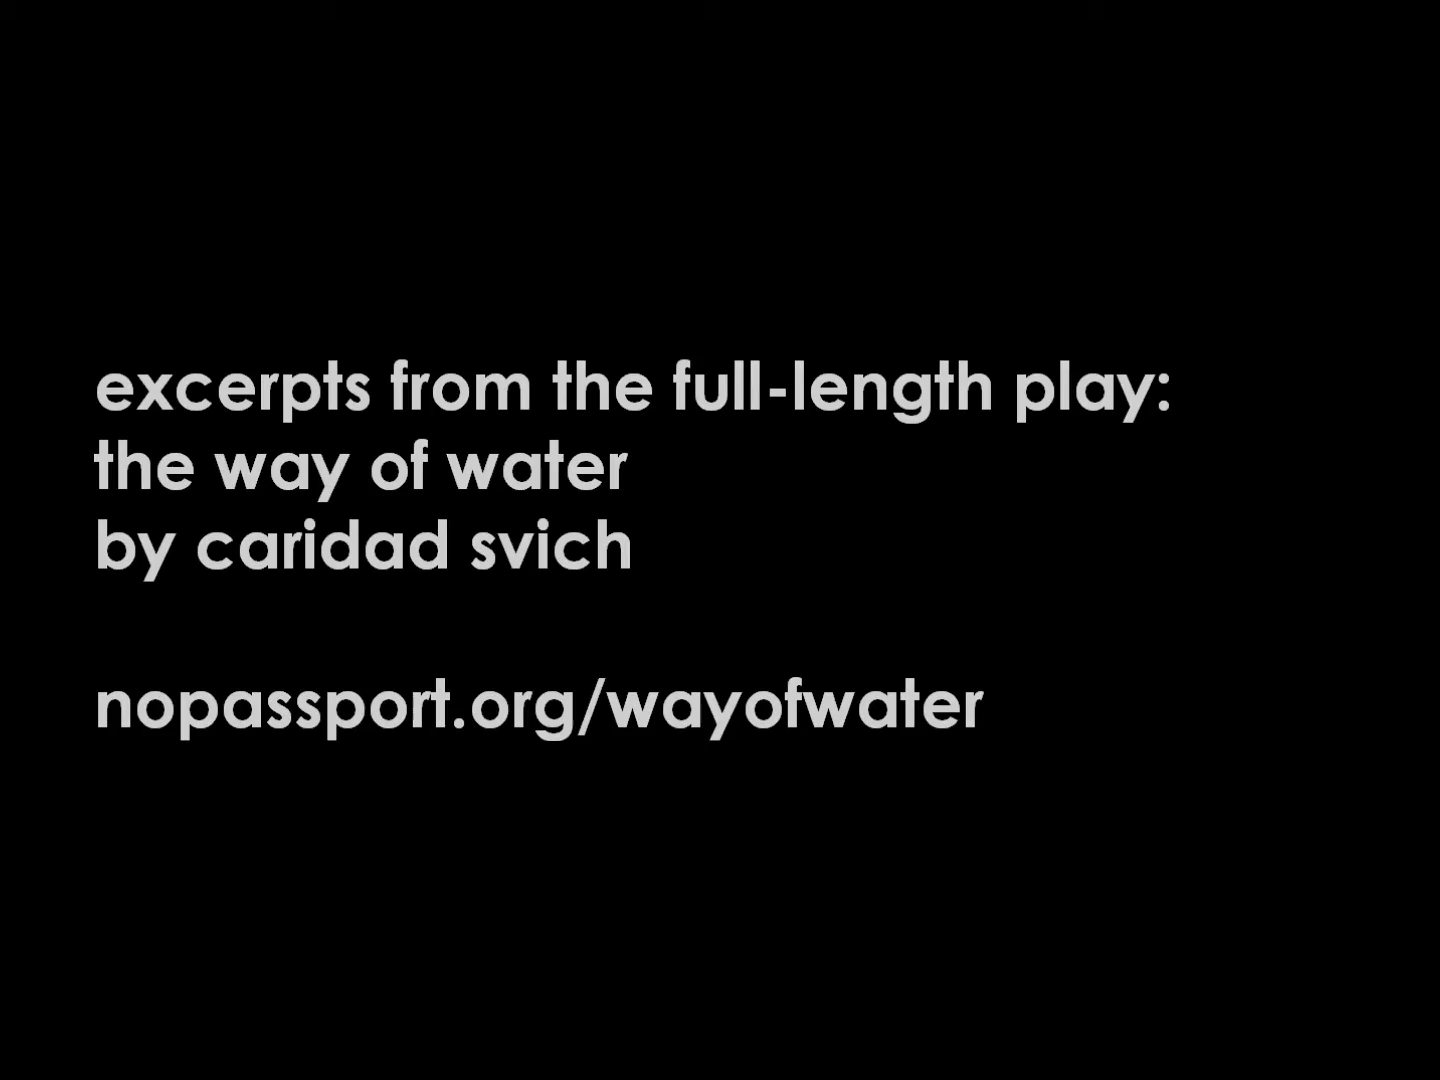 excerpts from the full-length play:
the way of water
by caridad svich
nopassport.org/wayofwater